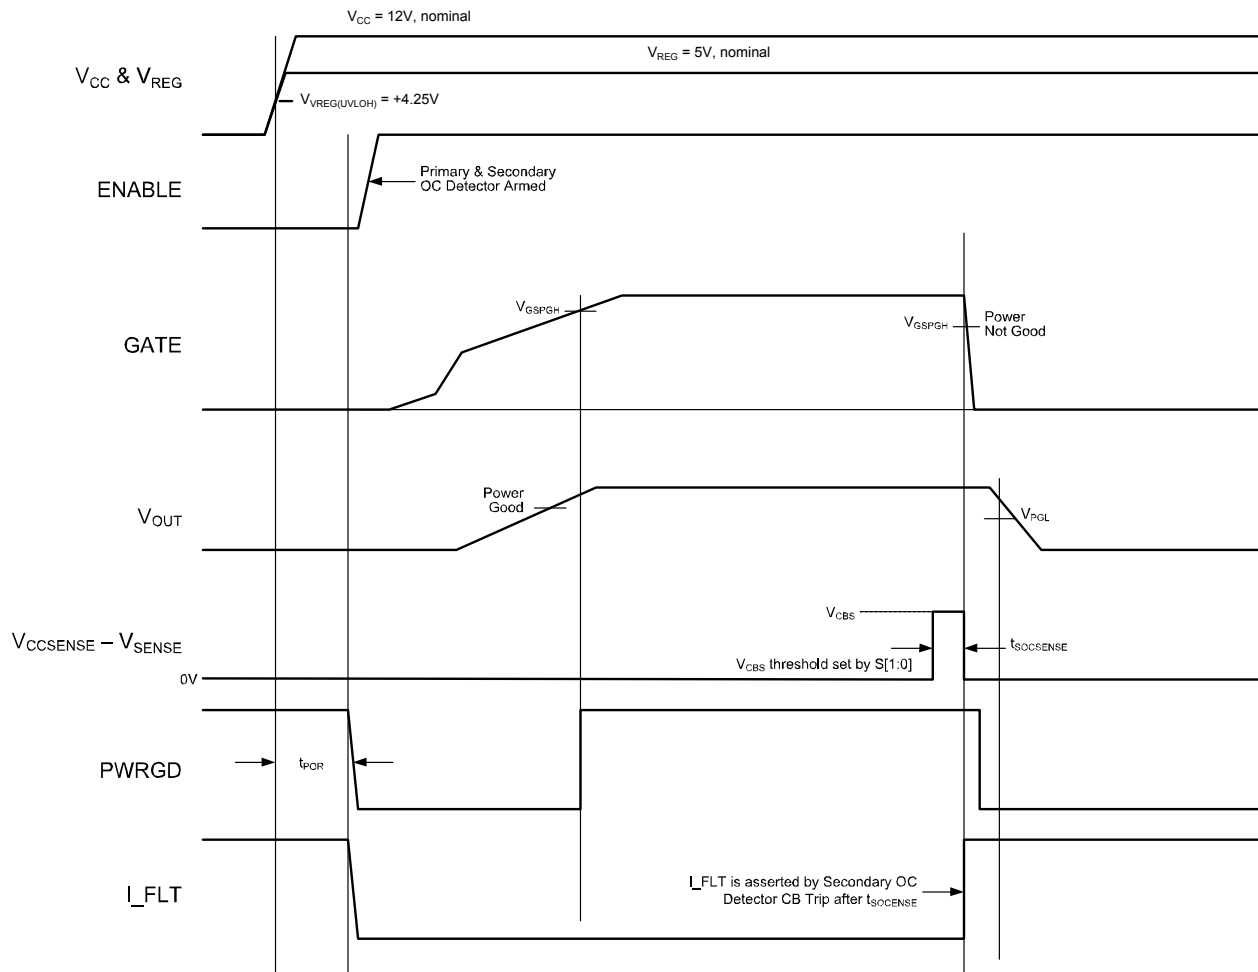 V_CC = 12V, nominal
V_REG = 5V, nominal
V_CC & V_REG
V_VREG(UVLOH) = +4.25V
ENABLE
Primary & Secondary
OC Detector Armed
GATE
V_GSPGH
V_GSPGH
Power
Not Good
V_OUT
Power
Good
V_PGL
V_CCSENSE – V_SENSE
V_CBS
V_CBS threshold set by S[1:0]
t_SOCSENSE
0V
PWRGD
t_POR
I_FLT
I_FLT is asserted by Secondary OC
Detector CB Trip after t_SOCENSE